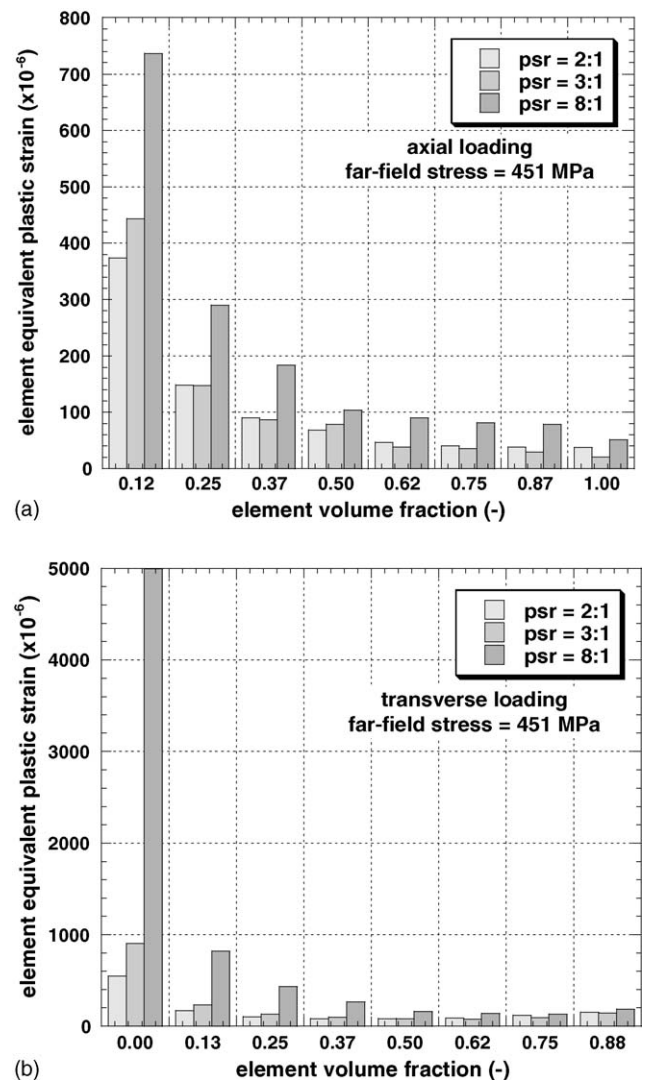 800
700
600
500
400
300
200
100
0
element equivalent plastic strain (x10⁻⁶)
psr = 2:1
psr = 3:1
psr = 8:1
axial loading
far-field stress = 451 MPa
0.12 0.25 0.37 0.50 0.62 0.75 0.87 1.00
(a) element volume fraction (-)
5000
4000
3000
2000
1000
0
element equivalent plastic strain (x10⁻⁶)
psr = 2:1
psr = 3:1
psr = 8:1
transverse loading
far-field stress = 451 MPa
0.00 0.13 0.25 0.37 0.50 0.62 0.75 0.88
(b) element volume fraction (-)